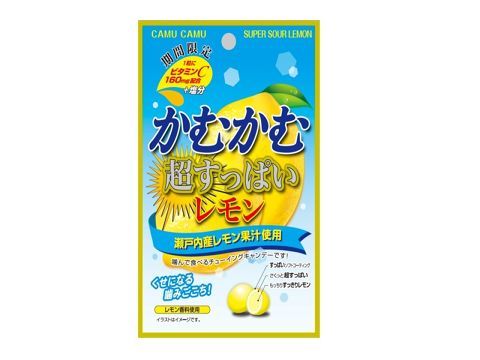 CAMU CAMU
SUPER SOUR LEMON
期間限定
1粒に
ビタミンC
160mg配合
+塩分
かむかむ
超すっぱい
レモン
瀬戸内産レモン果汁使用
噛んで食べるチューイングキャンデーです!
すっぱいソフトコーティング
さくっと超すっぱい
もっちりすっきりレモン
くせになる
噛みごこち!
レモン香料使用
イラストはイメージです。